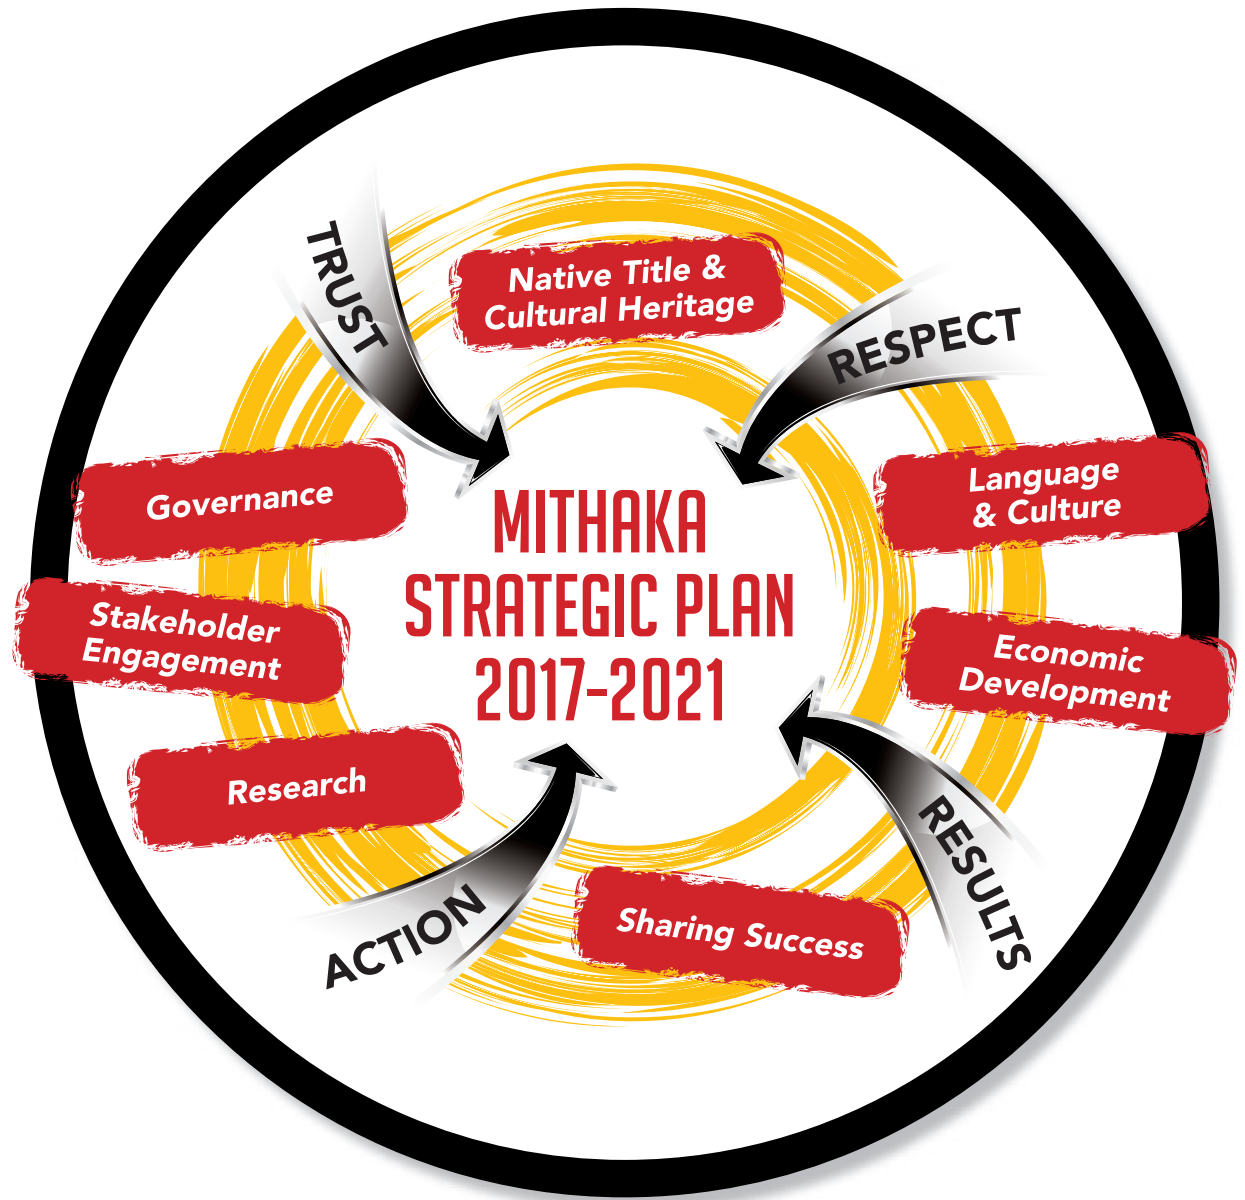 TRUST
Native Title &
Cultural Heritage
RESPECT
Governance
Language
& Culture
MITHAKA
STRATEGIC PLAN
2017-2021
Stakeholder
Engagement
Economic
Development
Research
ACTION
Sharing Success
RESULTS